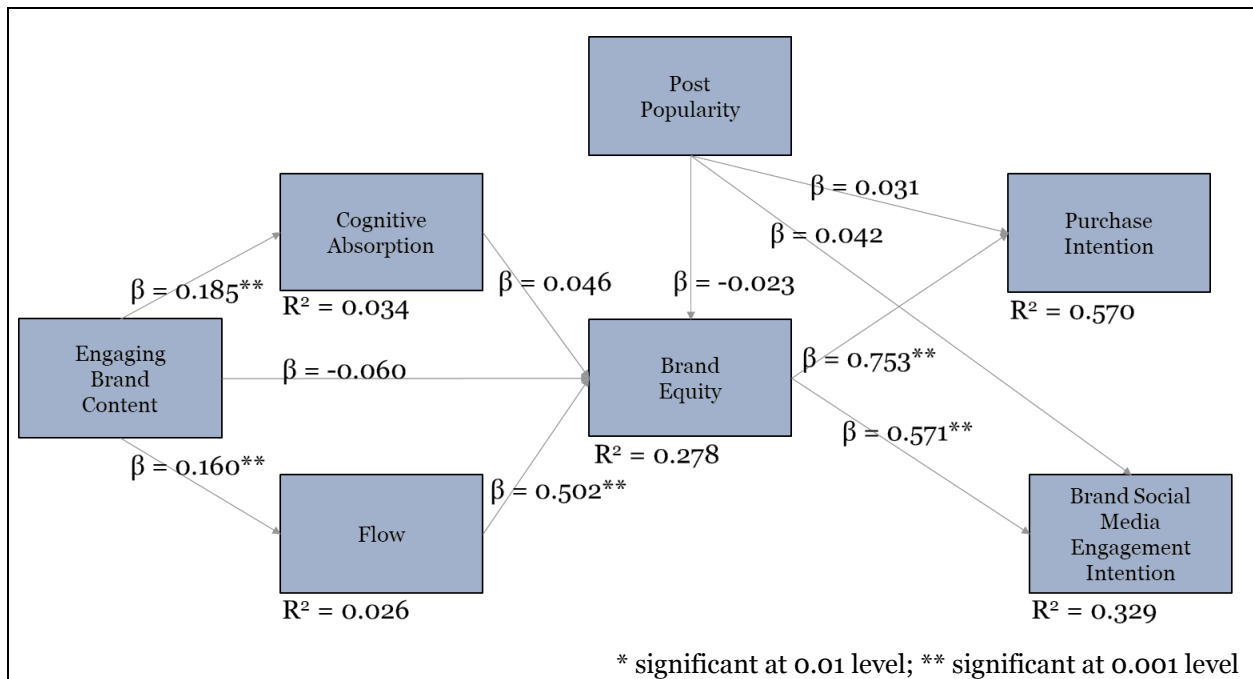 Post
Popularity
β = 0.031
Cognitive
Absorption
Purchase
Intention
β = 0.042
β = 0.185**
β = 0.046
β = -0.023
R² = 0.034
R² = 0.570
Engaging
Brand
Content
β = -0.060
Brand
Equity
β = 0.753**
β = 0.571**
β = 0.160**
R² = 0.278
β = 0.502**
Flow
Brand Social
Media
Engagement
Intention
R² = 0.026
R² = 0.329
* significant at 0.01 level; ** significant at 0.001 level